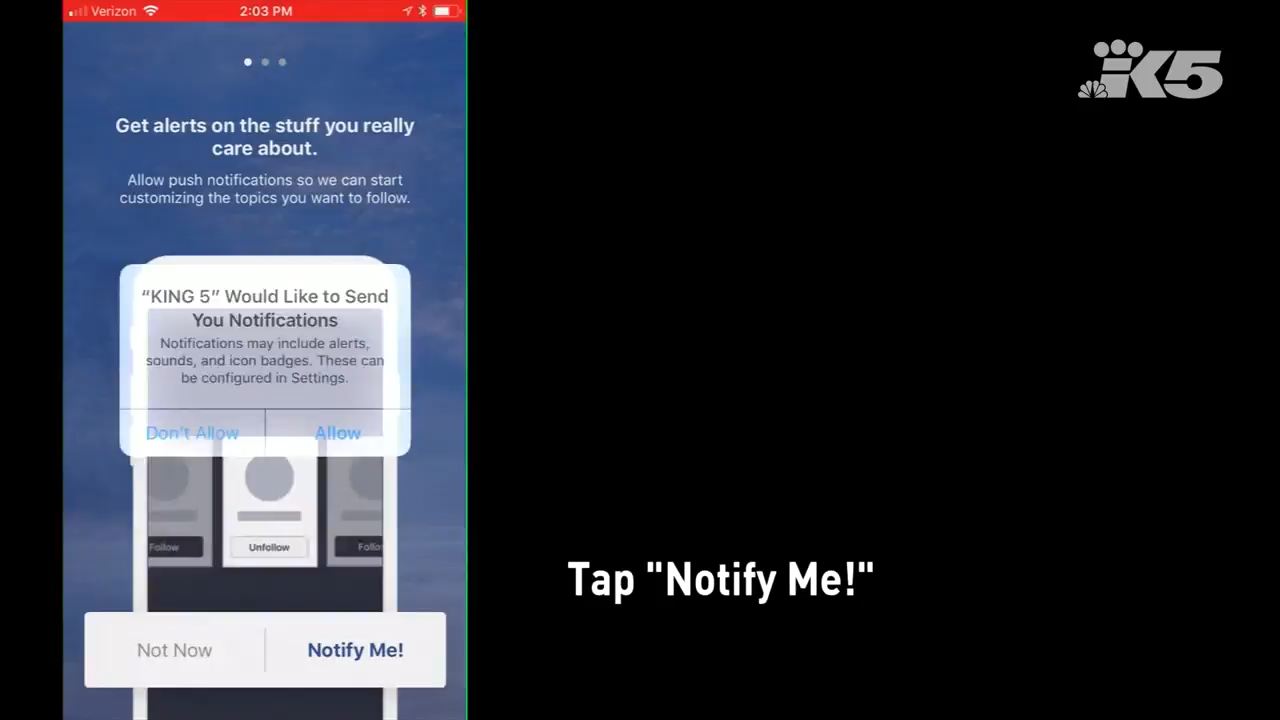 Verizon
2:03 PM
K5
Get alerts on the stuff you really
care about.
Allow push notifications so we can start
customizing the topics you want to follow.
“KING 5” Would Like to Send
You Notifications
Notifications may include alerts,
sounds, and icon badges. These can
be configured in Settings.
Don't Allow
Allow
Follow
Unfollow
Follo
Tap "Notify Me!"
Not Now
Notify Me!